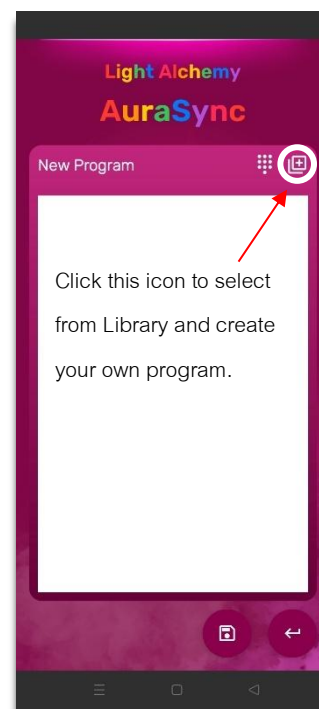 Light Alchemy
AuraSync
New Program
Click this icon to select
from Library and create
your own program.